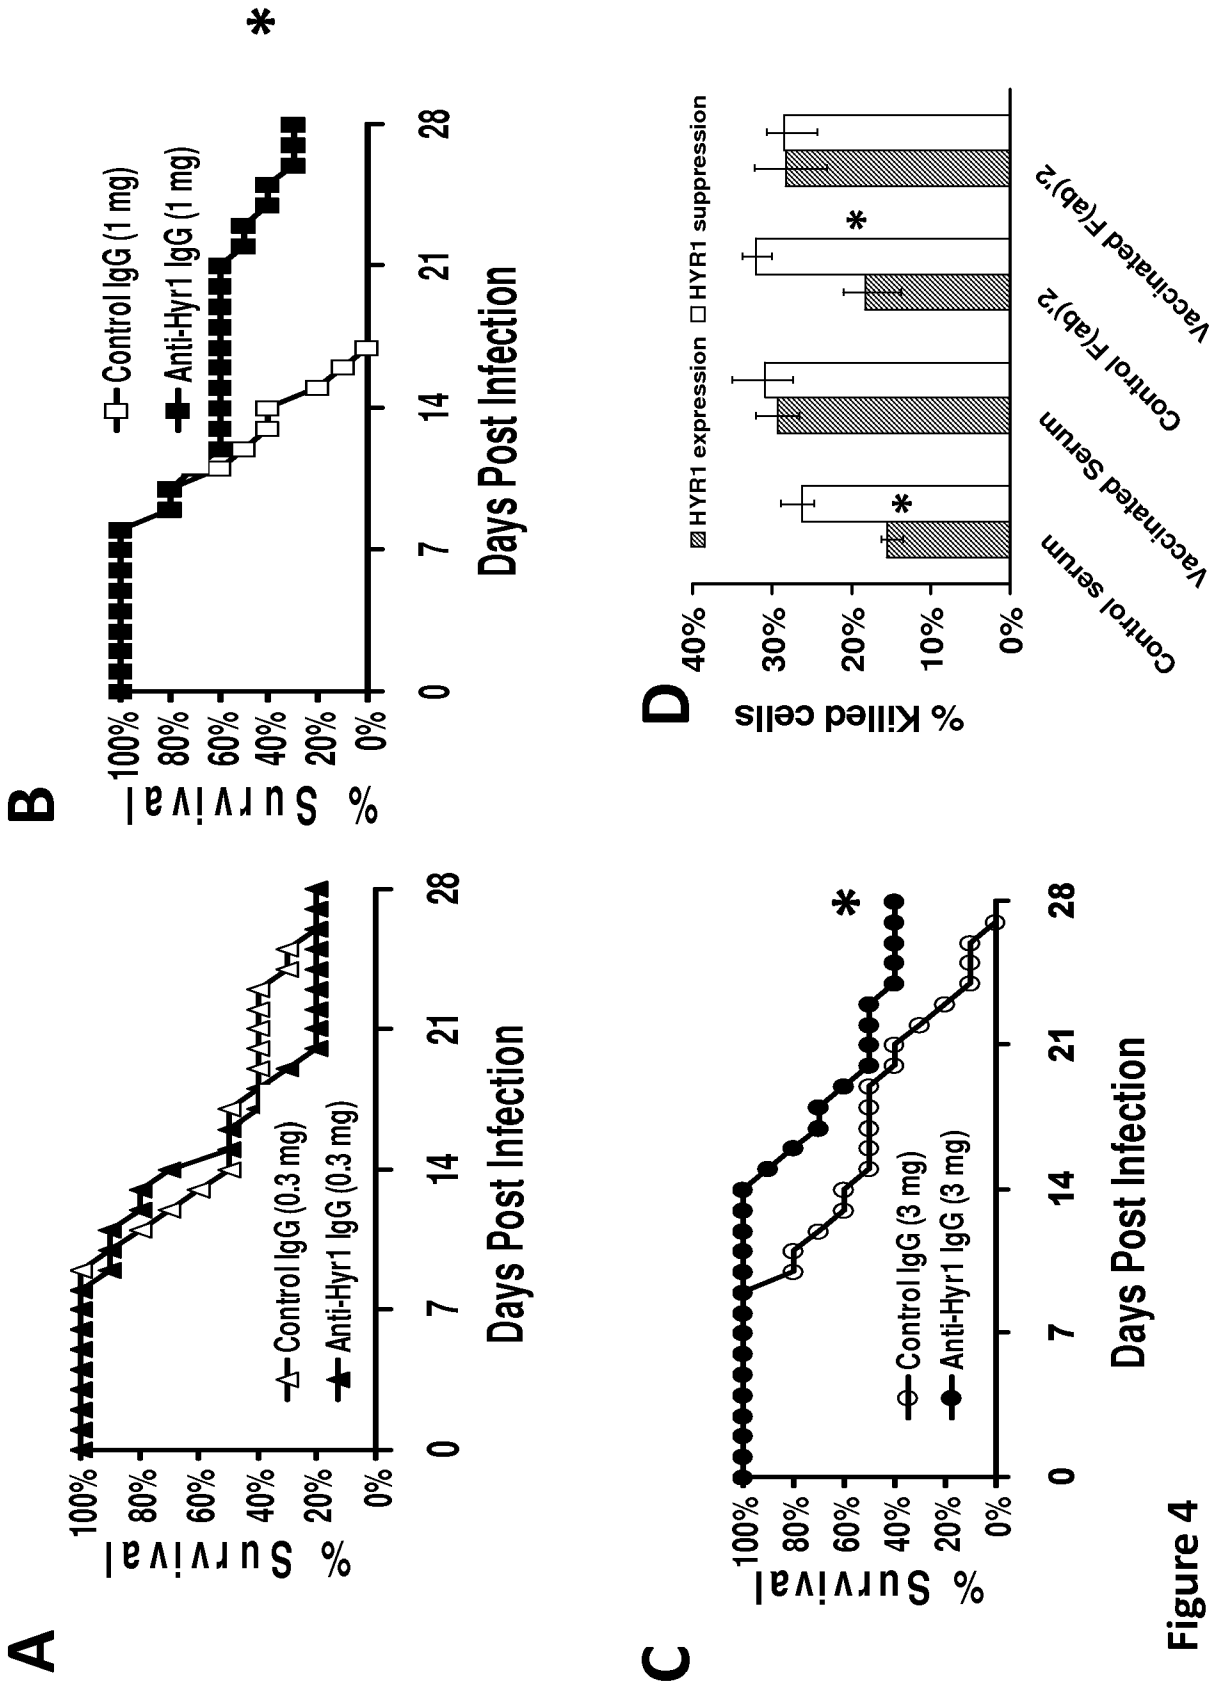 A
% Survival
100%
80%
60%
40%
20%
0%
Control IgG (0.3 mg)
Anti-Hyr1 IgG (0.3 mg)
0 7 14 21 28
Days Post Infection
B
% Survival
100%
80%
60%
40%
20%
0%
Control IgG (1 mg)
Anti-Hyr1 IgG (1 mg)
*
0 7 14 21 28
Days Post Infection
C
% Survival
100%
80%
60%
40%
20%
0%
*
Control IgG (3 mg)
Anti-Hyr1 IgG (3 mg)
0 7 14 21 28
Days Post Infection
D
% Killed cells
HYR1 expression HYR1 suppression
40%
30%
20%
10%
0%
* *
Control serum
Vaccinated Serum
Control F(ab)'2
Vaccinated F(ab)'2
Figure 4